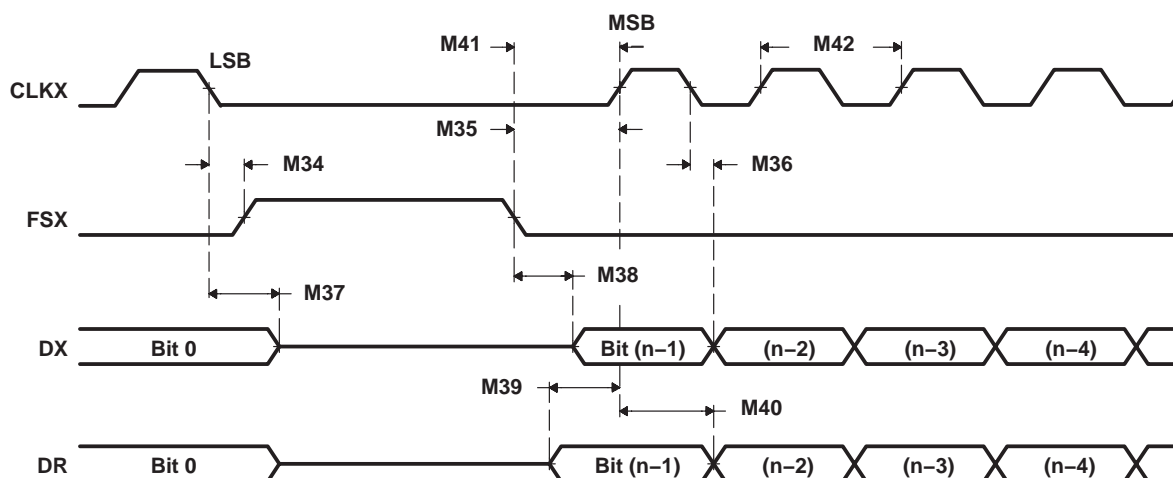 MSB
M41
M42
LSB
CLKX
M35
M34
M36
FSX
M38
M37
DX Bit 0 Bit (n−1) (n−2) (n−3) (n−4)
M39
M40
DR Bit 0 Bit (n−1) (n−2) (n−3) (n−4)